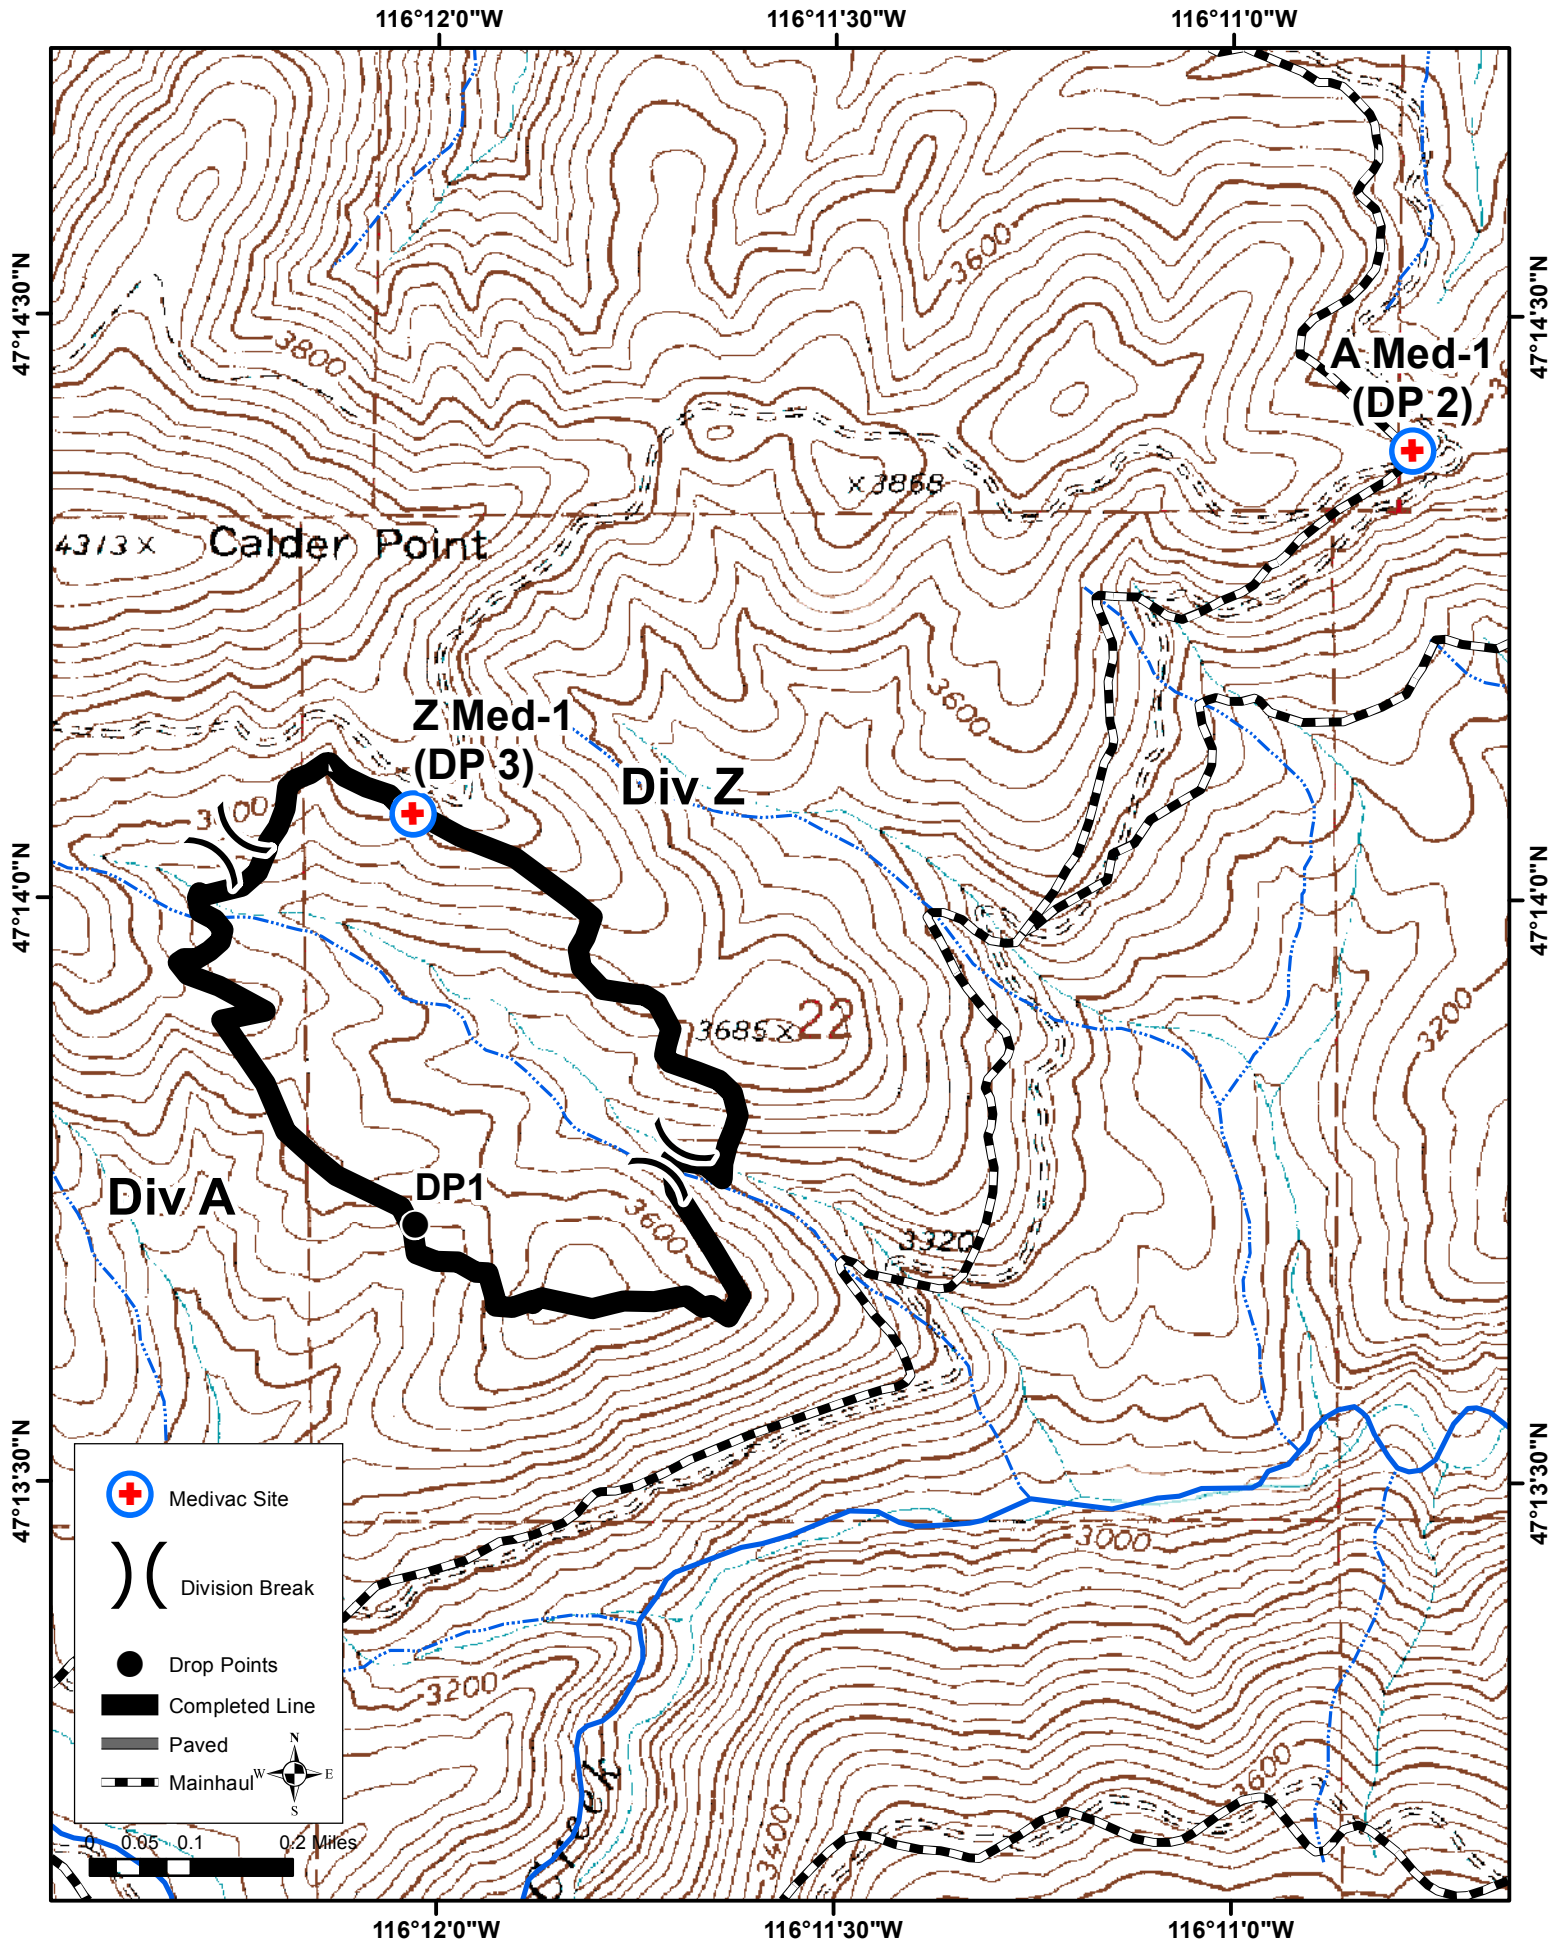 116°12'0"W
116°11'30"W
116°11'0"W
47°14'30"N
47°14'30"N
3600
3800
A Med-1
(DP 2)
×3868
4313×
Calder Point
3600
Z Med-1
(DP 3)
Div Z
3600
47°14'0"N
47°14'0"N
3685×
22
3200
Div A
DP1
3600
3320
47°13'30"N
47°13'30"N
3000
3200
3600
3400
Creek
Medivac Site
Division Break
Drop Points
Completed Line
Paved
Mainhaul
N
W
E
S
0 0.05 0.1 0.2 Miles
116°12'0"W
116°11'30"W
116°11'0"W